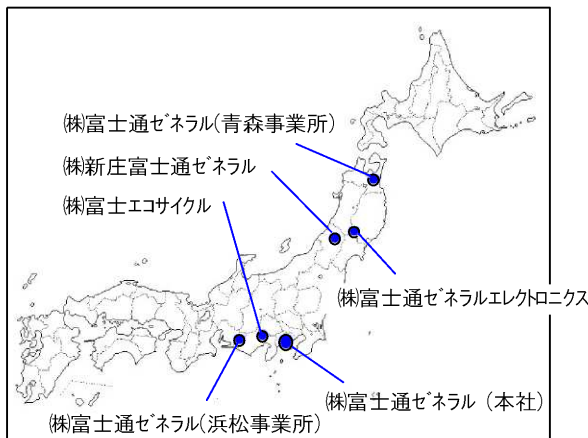 ㈱富士通ｾﾞﾈﾗﾙ(青森事業所)
㈱新庄富士通ｾﾞﾈﾗﾙ
㈱富士エコサイクル
㈱富士通ｾﾞﾈﾗﾙエレクトロニクス
㈱富士通ｾﾞﾈﾗﾙ（本社）
㈱富士通ｾﾞﾈﾗﾙ(浜松事業所)